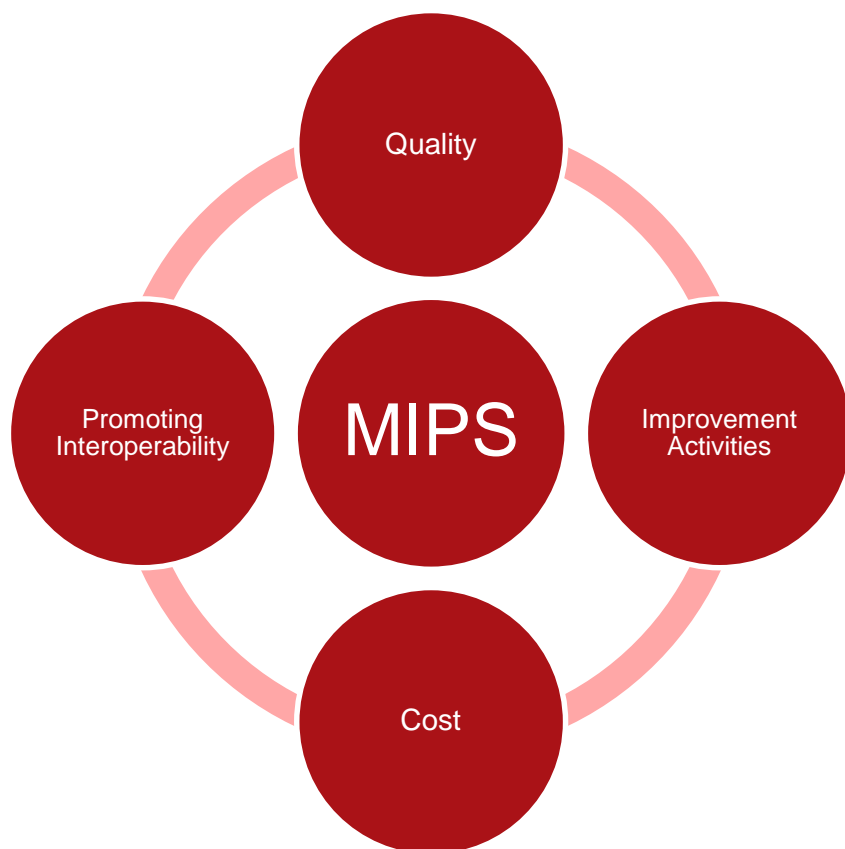 Quality
Promoting
Interoperability
MIPS
Improvement
Activities
Cost